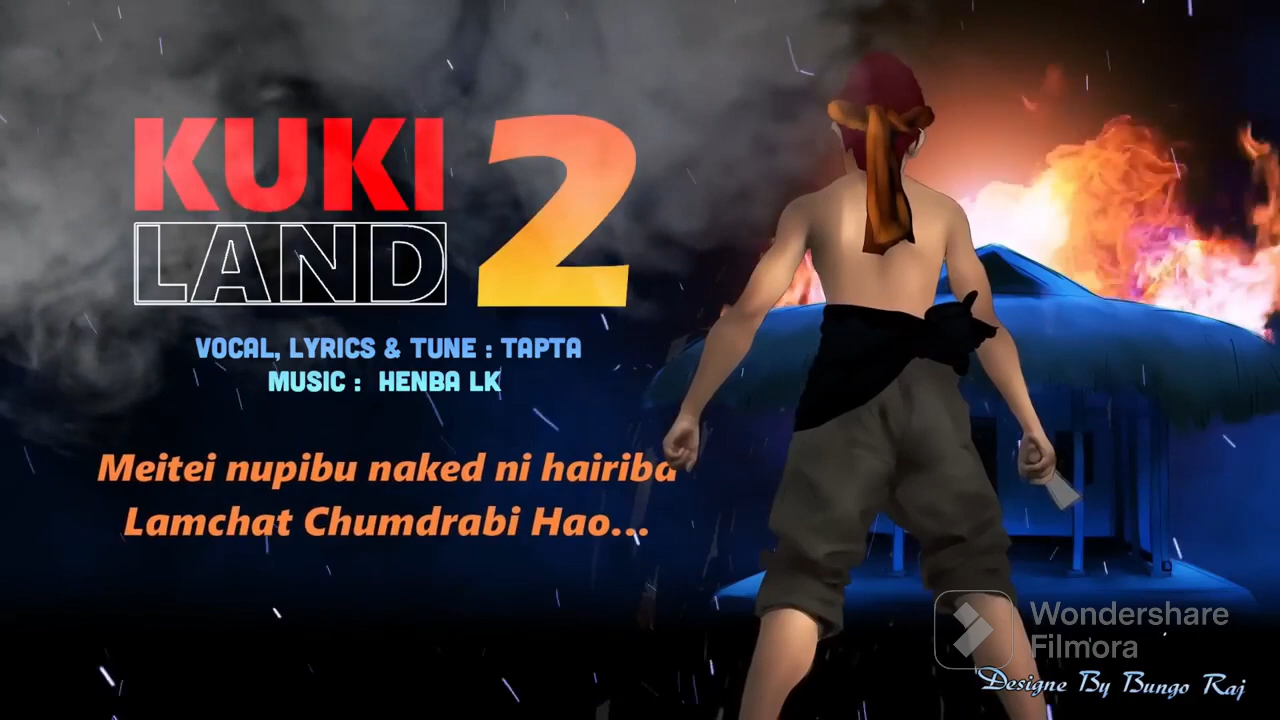 KUKI 2
LAND
VOCAL, LYRICS & TUNE : TAPTA
MUSIC : HENBA LK
Meitei nupibu naked ni hairiba
Lamchat Chumdrabi Hao...
Wondershare
Filmora
Designe By Bungo Raj